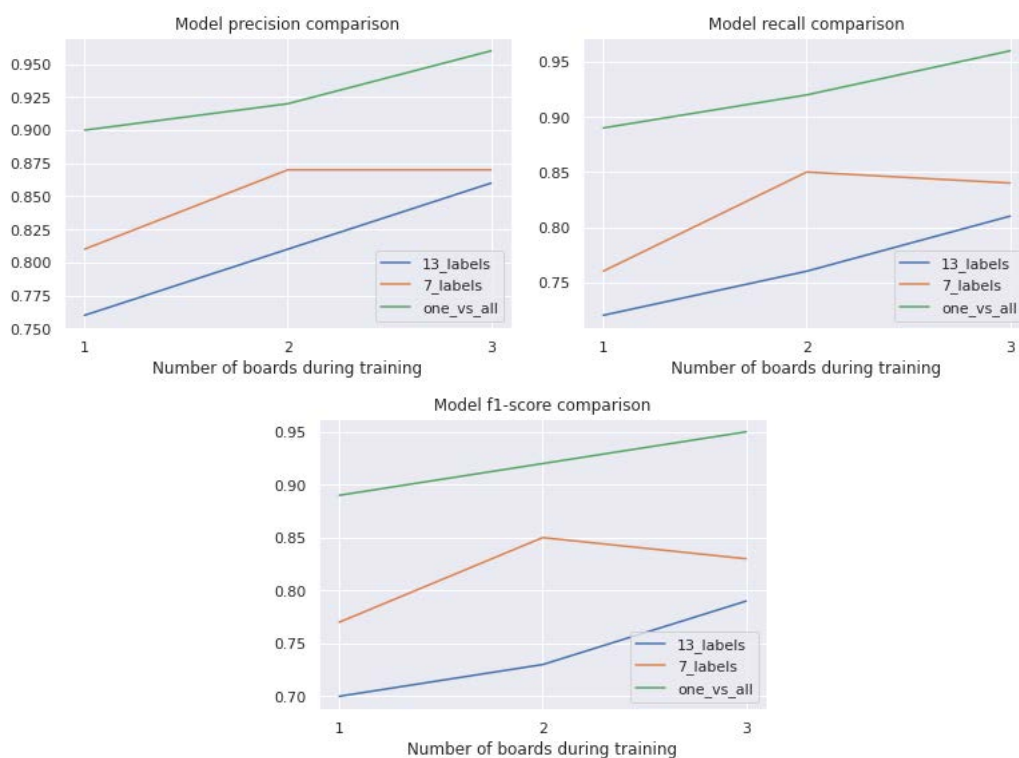 Model precision comparison
0.950
0.925
0.900
0.875
0.850
0.825
0.800
0.775
0.750
13_labels
7_labels
one_vs_all
1 2 3
Number of boards during training
Model recall comparison
0.95
0.90
0.85
0.80
0.75
13_labels
7_labels
one_vs_all
1 2 3
Number of boards during training
Model f1-score comparison
0.95
0.90
0.85
0.80
0.75
0.70
13_labels
7_labels
one_vs_all
1 2 3
Number of boards during training